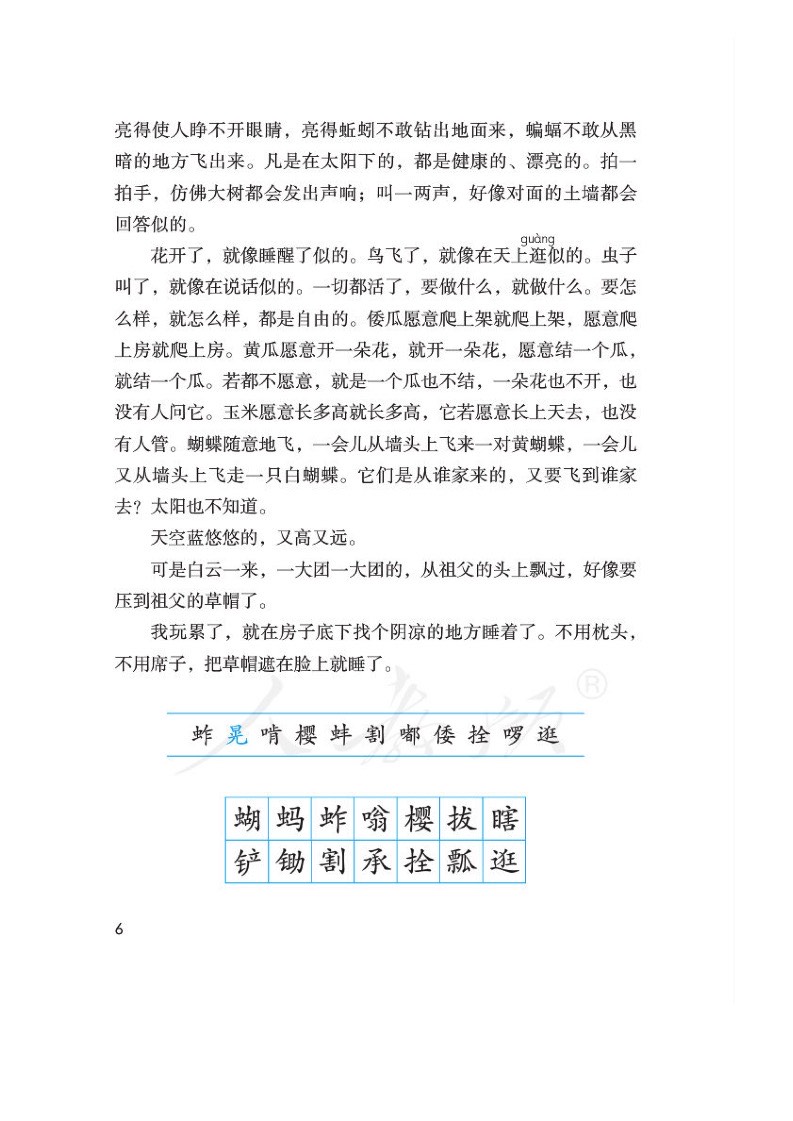 亮得使人睁不开眼睛，亮得蚯蚓不敢钻出地面来，蝙蝠不敢从黑
暗的地方飞出来。凡是在太阳下的，都是健康的、漂亮的。拍一
拍手，仿佛大树都会发出声响；叫一两声，好像对面的土墙都会
回答似的。
guàng
花开了，就像睡醒了似的。鸟飞了，就像在天上逛似的。虫子
叫了，就像在说话似的。一切都活了，要做什么，就做什么。要怎
么样，就怎么样，都是自由的。倭瓜愿意爬上架就爬上架，愿意爬
上房就爬上房。黄瓜愿意开一朵花，就开一朵花，愿意结一个瓜，
就结一个瓜。若都不愿意，就是一个瓜也不结，一朵花也不开，也
没有人问它。玉米愿意长多高就长多高，它若愿意长上天去，也没
有人管。蝴蝶随意地飞，一会儿从墙头上飞来一对黄蝴蝶，一会儿
又从墙头上飞走一只白蝴蝶。它们是从谁家来的，又要飞到谁家
去？太阳也不知道。
天空蓝悠悠的，又高又远。
可是白云一来，一大团一大团的，从祖父的头上飘过，好像要
压到祖父的草帽了。
我玩累了，就在房子底下找个阴凉的地方睡着了。不用枕头，
不用席子，把草帽遮在脸上就睡了。
人教版®
蚱 晃 啃 樱 蚌 割 嘟 倭 拴 啰 逛
蝴 蚂 蚱 嗡 樱 拔 瞎
铲 锄 割 承 拴 瓢 逛
6